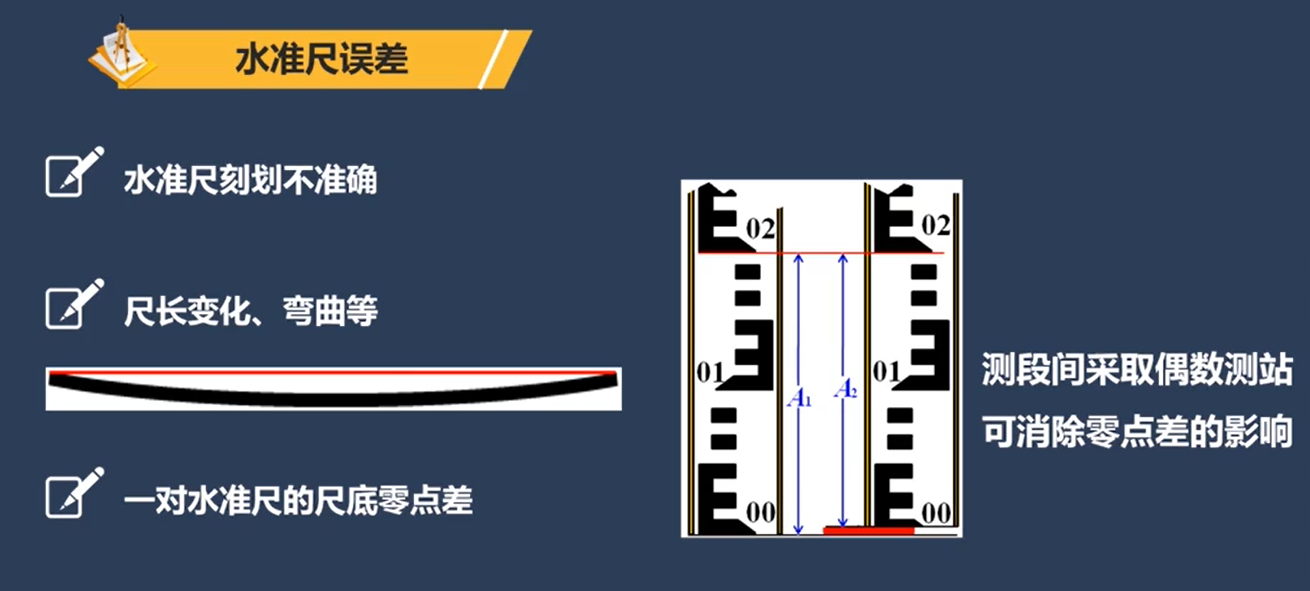 水准尺误差
水准尺刻划不准确
尺长变化、弯曲等
一对水准尺的尺底零点差
02
02
01
01
A1
A2
00
00
测段间采取偶数测站
可消除零点差的影响